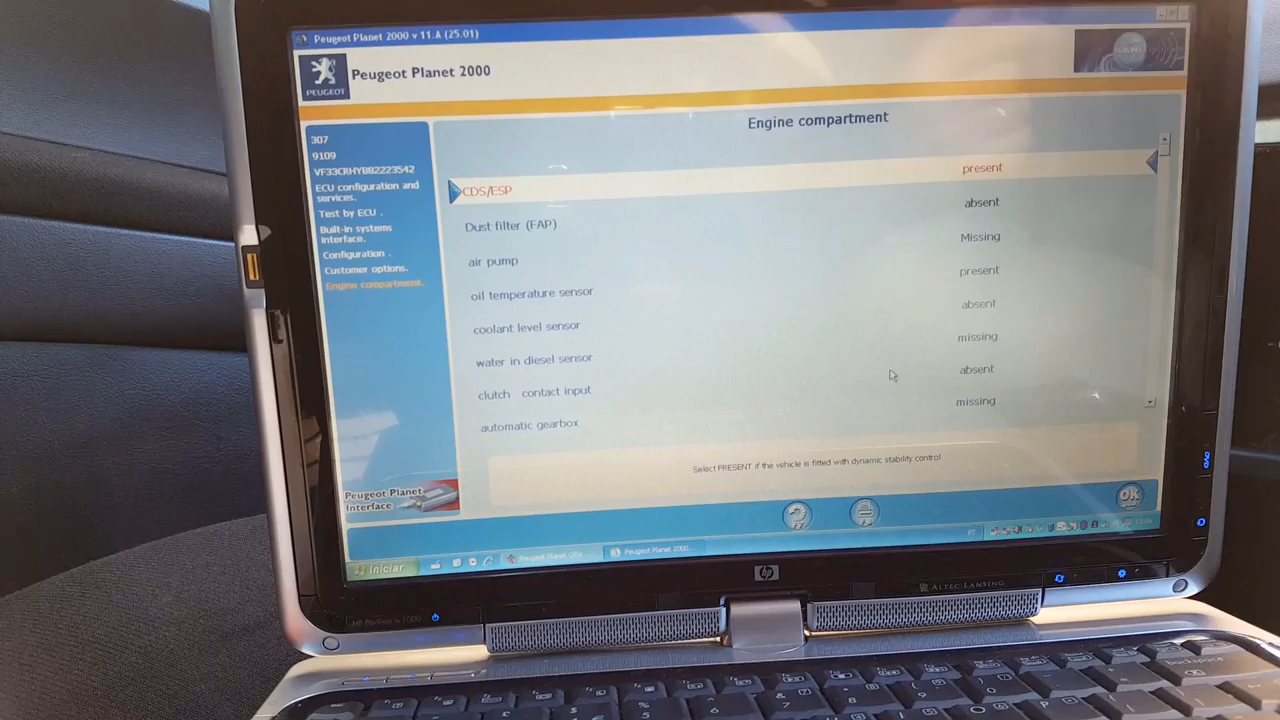 Peugeot Planet 2000 v 11.A (25.01)
PEUGEOT
Peugeot Planet 2000
307
9109
VF33CRHYB82223542
ECU configuration and
services.
Test by ECU .
Built-in systems
interface.
Configuration .
Customer options.
Engine compartment.
Engine compartment
CDS/ESP present
Dust filter (FAP) absent
air pump Missing
oil temperature sensor present
coolant level sensor absent
water in diesel sensor missing
clutch contact input absent
automatic gearbox missing
Select PRESENT if the vehicle is fitted with dynamic stability control
Peugeot Planet
Interface
OK
Iniciar
Peugeot Planet 2000
hp
ALTEC LANSING
DVD
Backspace